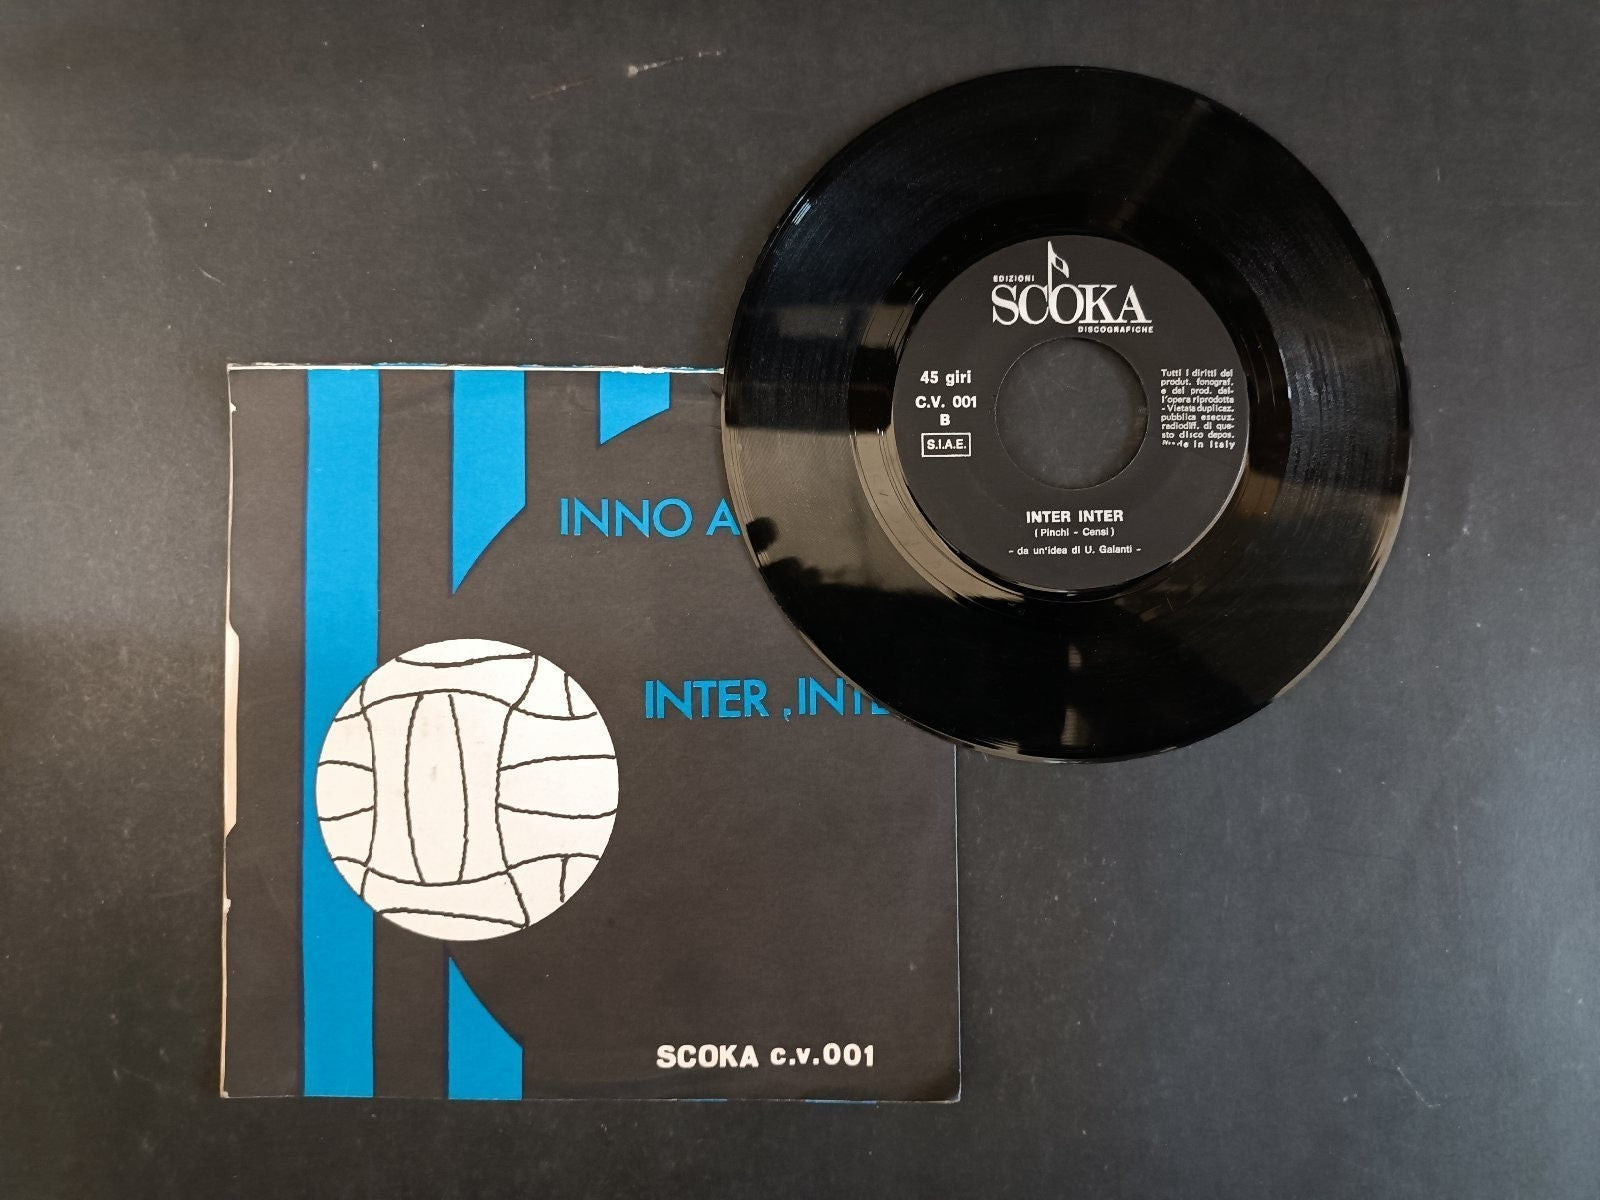 EDIZIONI
SCOKA
DISCOGRAFICHE
45 giri
C.V. 001
B
S.I.A.E.
Tutti i diritti del
produt. fonograf.
e del prod. del-
l'opera riprodotta
- Vietata duplicaz.
pubblica esecuz.
radiodiff. di que-
sto disco depos.
Made in Italy
INTER INTER
(Pinchi - Censi)
- da un'idea di U. Galanti -
INNO A
INTER , INTE
SCOKA c.v.001